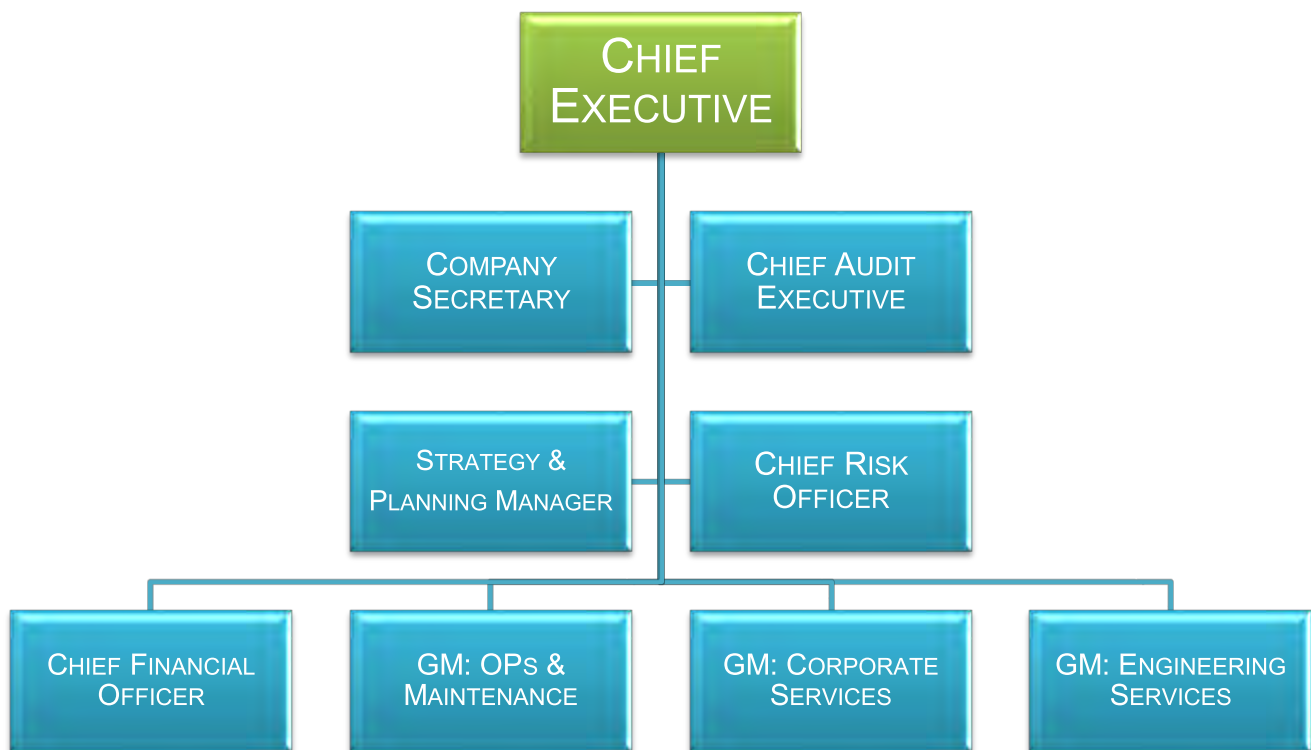 CHIEF
EXECUTIVE
COMPANY
SECRETARY
CHIEF AUDIT
EXECUTIVE
STRATEGY &
PLANNING MANAGER
CHIEF RISK
OFFICER
CHIEF FINANCIAL
OFFICER
GM: OPS &
MAINTENANCE
GM: CORPORATE
SERVICES
GM: ENGINEERING
SERVICES